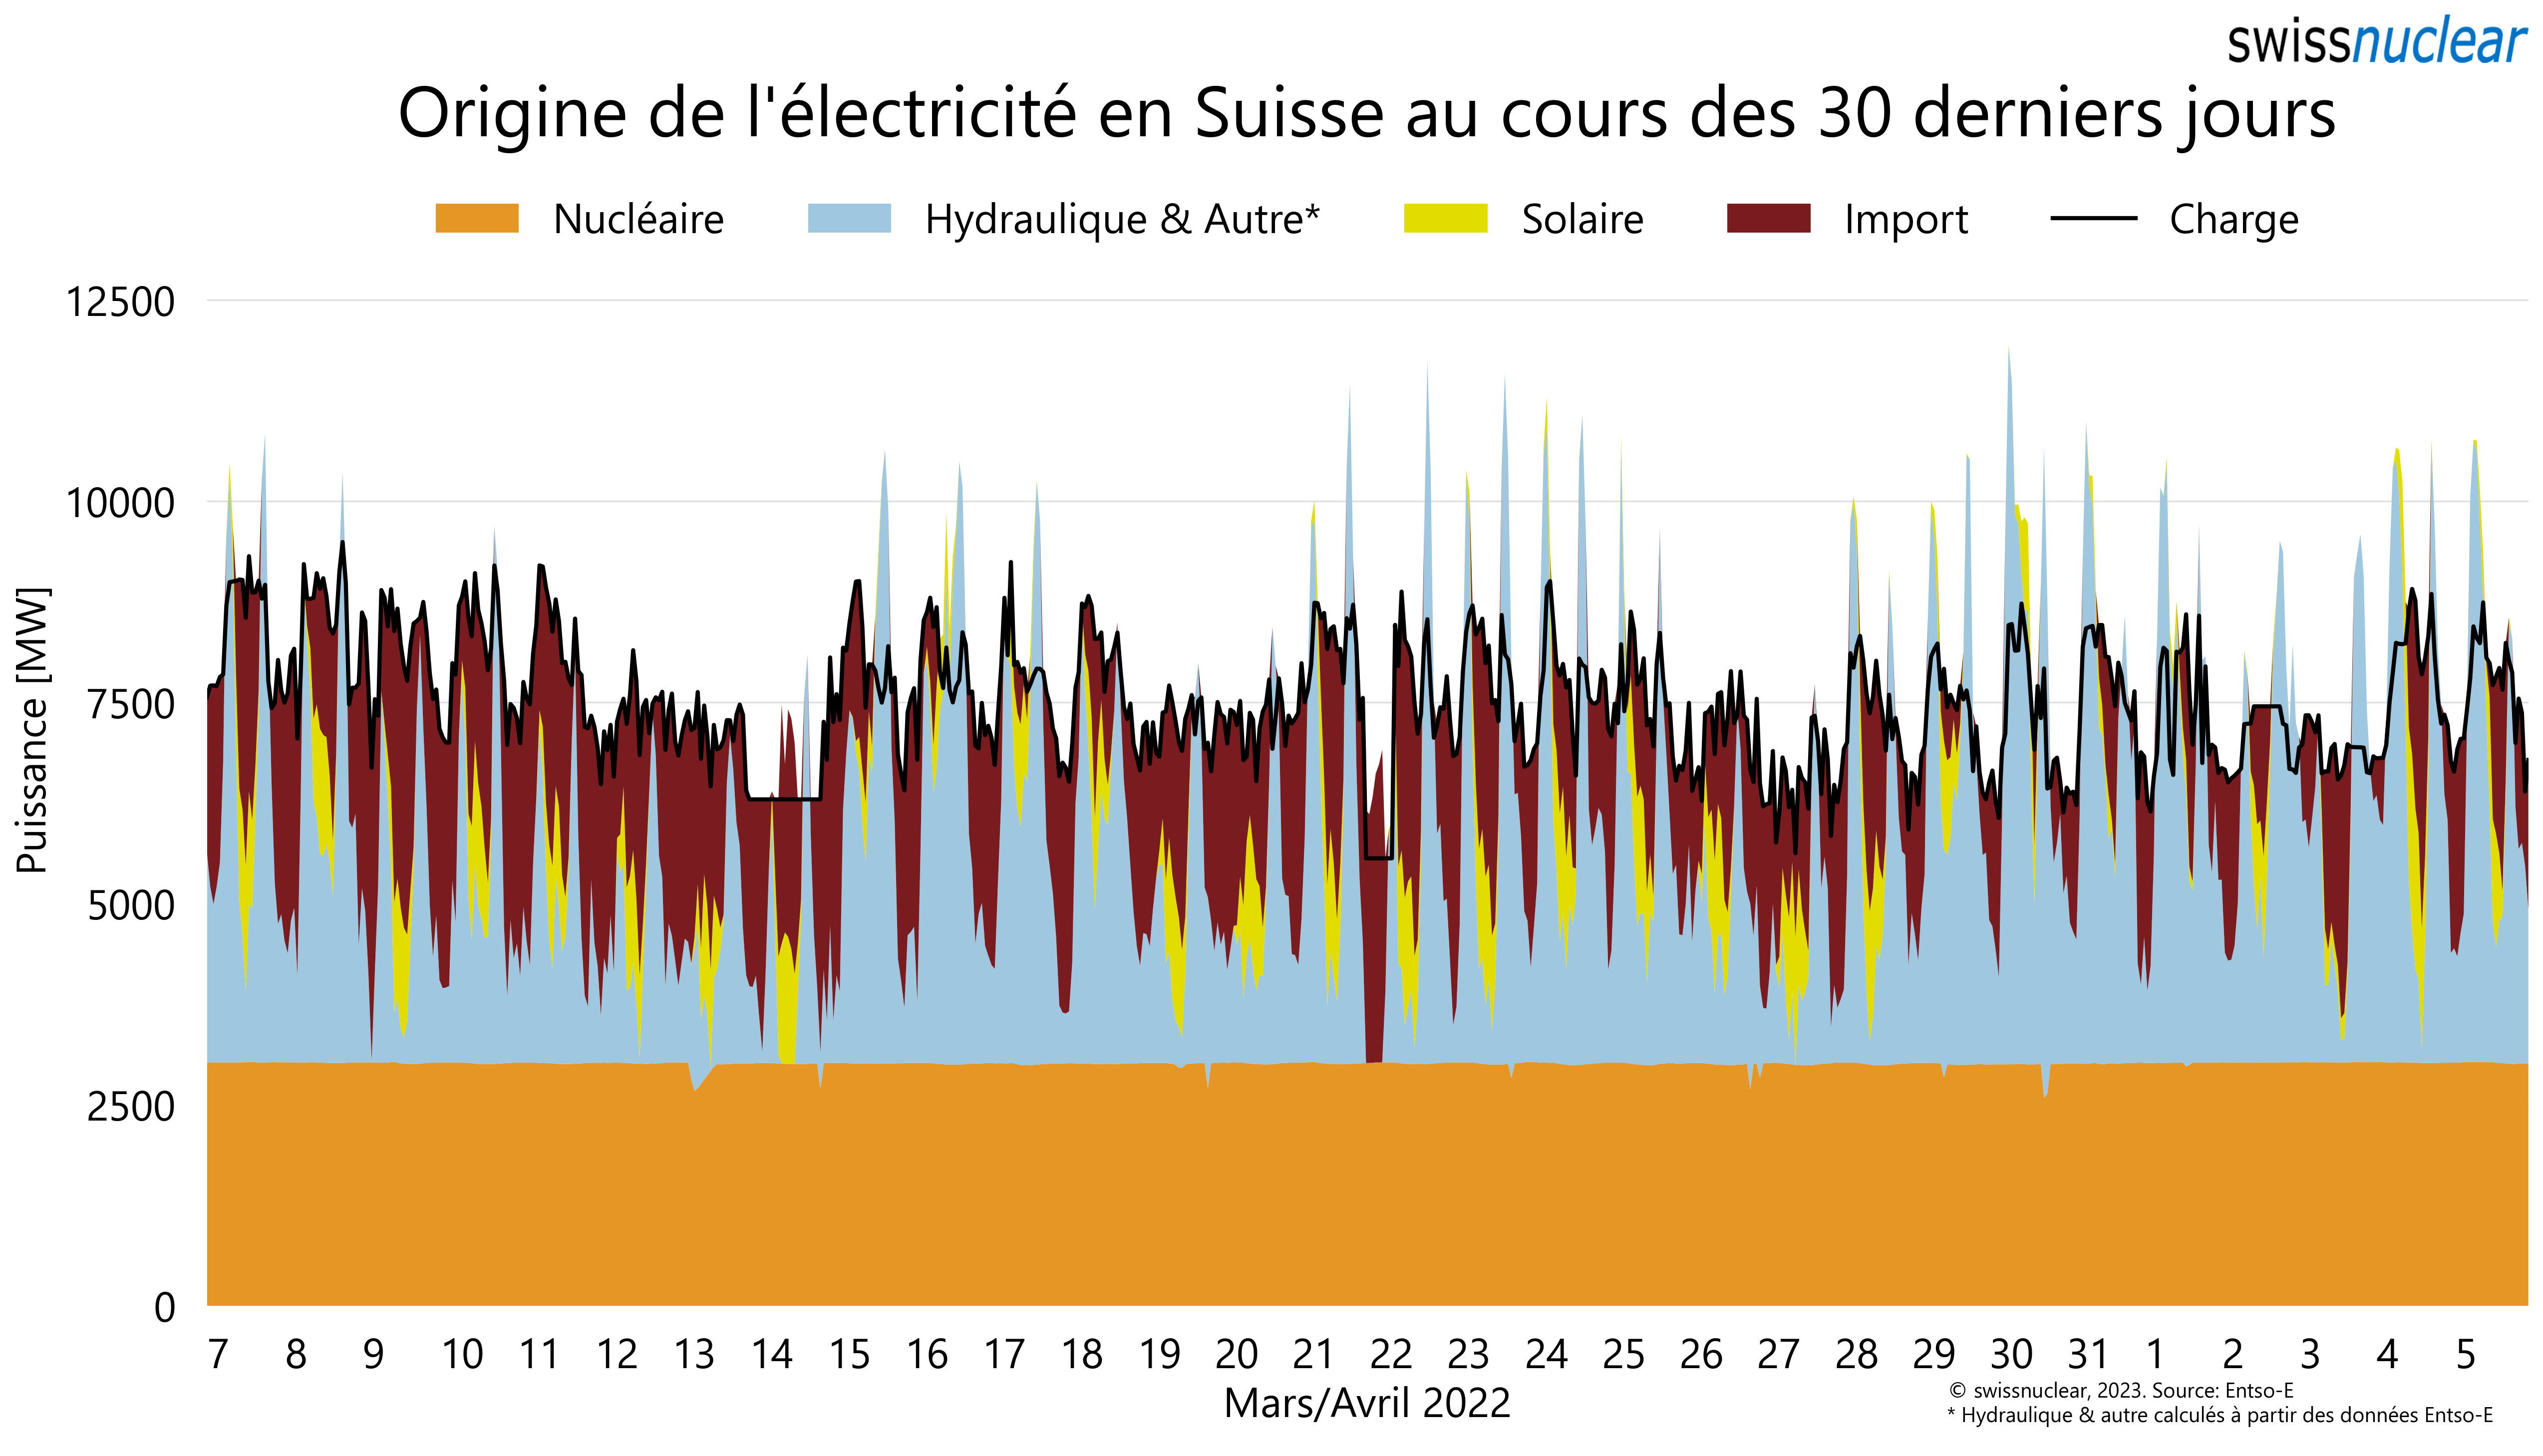 swissnuclear
Origine de l'électricité en Suisse au cours des 30 derniers jours
Nucléaire Hydraulique & Autre* Solaire Import Charge
12500
10000
7500
5000
2500
0
Puissance [MW]
7 8 9 10 11 12 13 14 15 16 17 18 19 20 21 22 23 24 25 26 27 28 29 30 31 1 2 3 4 5
Mars/Avril 2022
© swissnuclear, 2023. Source: Entso-E
* Hydraulique & autre calculés à partir des données Entso-E